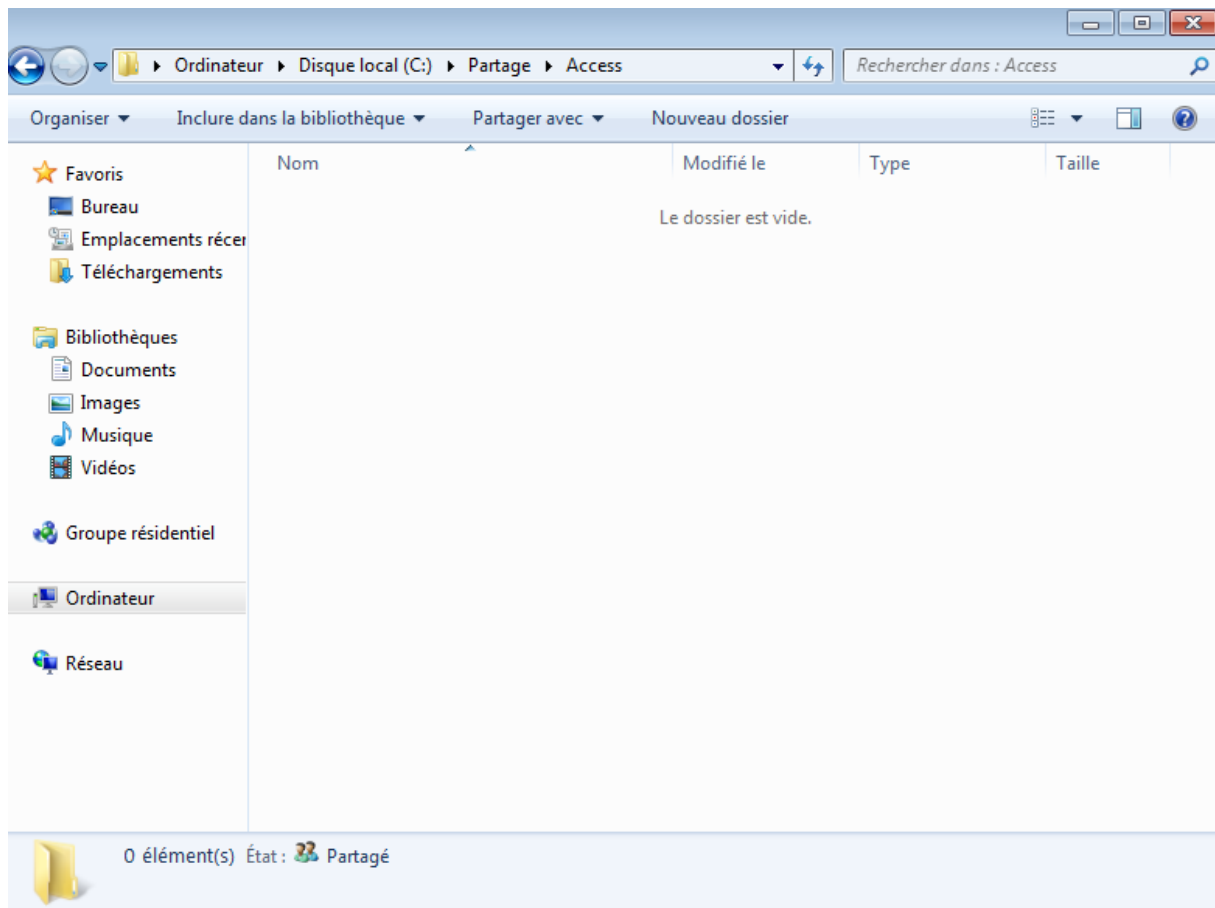 Ordinateur Disque local (C:) Partage Access Rechercher dans : Access
Organiser Inclure dans la bibliothèque Partager avec Nouveau dossier
Nom Modifié le Type Taille
Le dossier est vide.
Favoris
Bureau
Emplacements récer
Téléchargements
Bibliothèques
Documents
Images
Musique
Vidéos
Groupe résidentiel
Ordinateur
Réseau
0 élément(s) État : Partagé